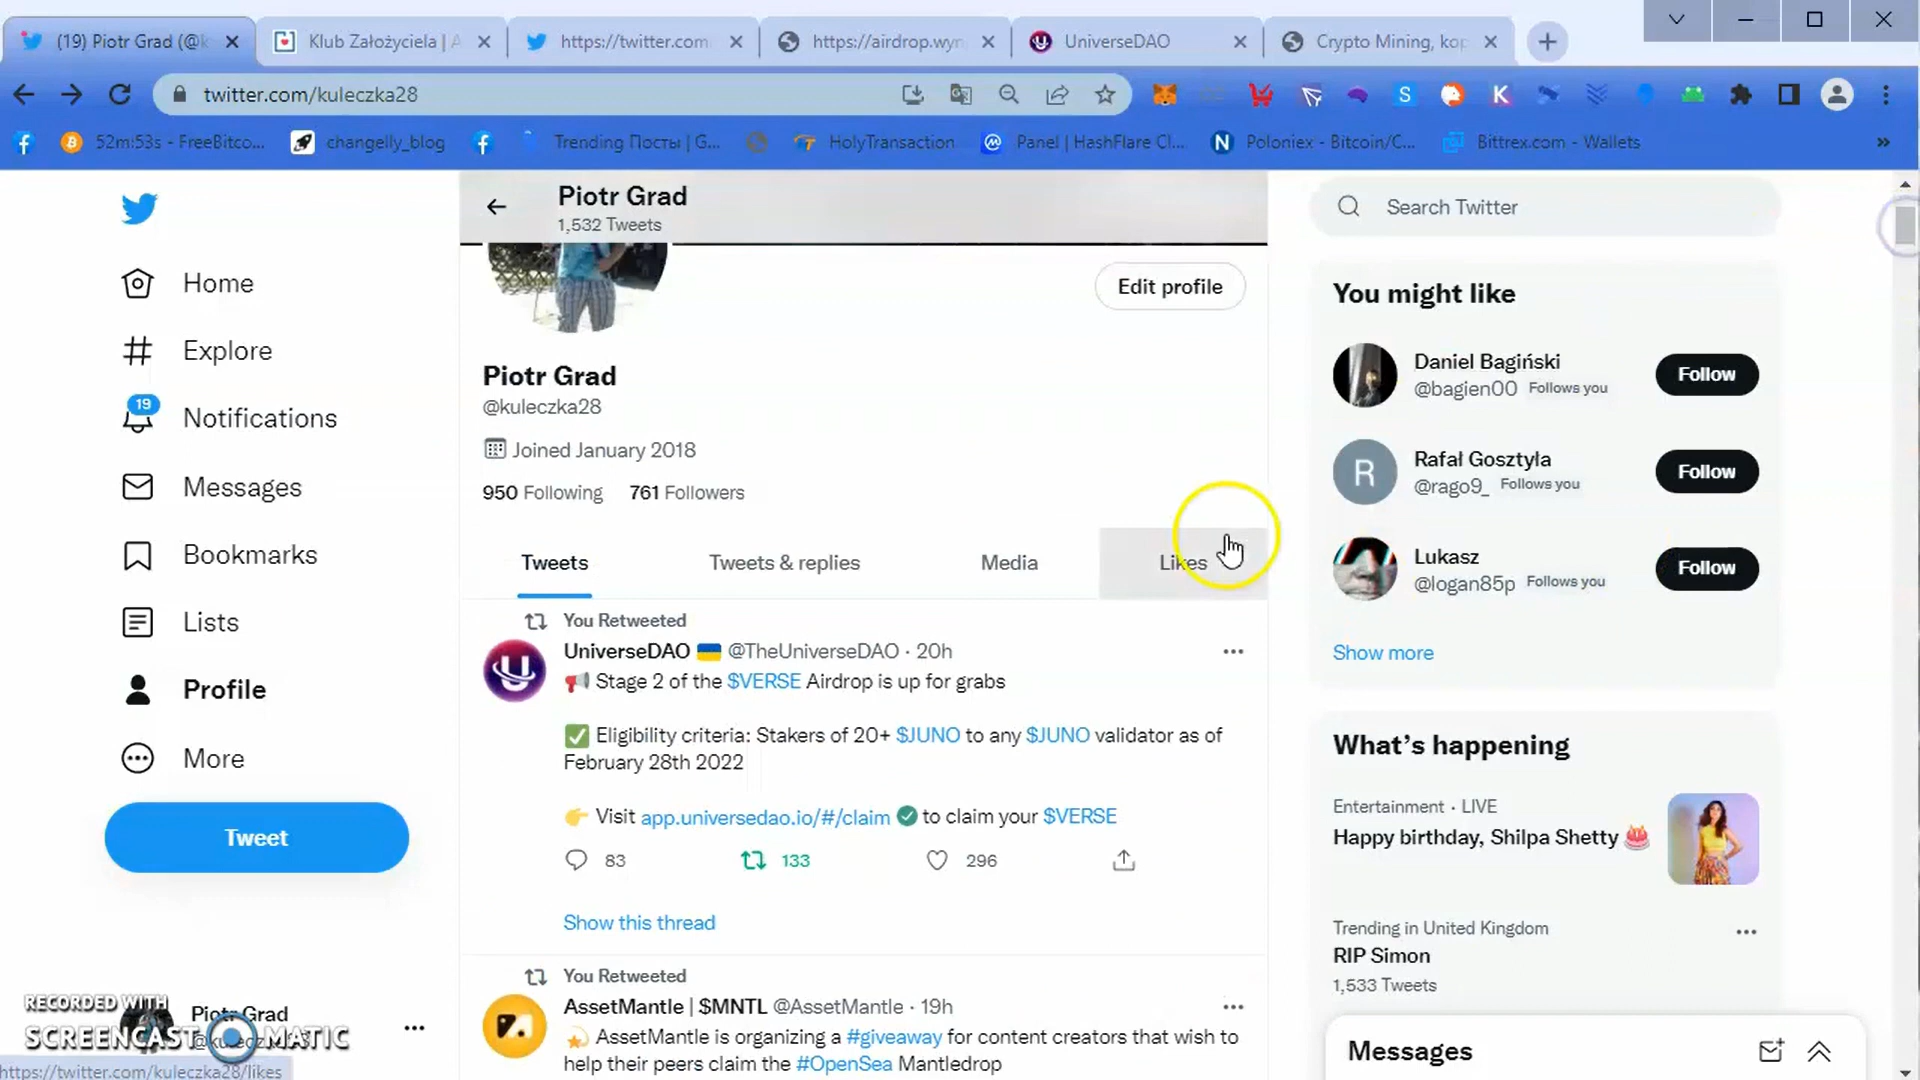 (19) Piotr Grad (@k
Klub Założyciela | A
https://twitter.com
https://airdrop.wyn
UniverseDAO
Crypto Mining, kop
twitter.com/kuleczka28
52m:53s - FreeBitco...
changelly_blog
Trending Посты | G...
HolyTransaction
Panel | HashFlare Cl...
Poloniex - Bitcoin/C...
Bittrex.com - Wallets
Piotr Grad
1,532 Tweets
Search Twitter
Home
Explore
19
Notifications
Messages
Bookmarks
Lists
Profile
More
Tweet
Edit profile
Piotr Grad
@kuleczka28
Joined January 2018
950 Following 761 Followers
Tweets
Tweets & replies
Media
Likes
You Retweeted
UniverseDAO @TheUniverseDAO · 20h
Stage 2 of the $VERSE Airdrop is up for grabs
Eligibility criteria: Stakers of 20+ $JUNO to any $JUNO validator as of
February 28th 2022
Visit app.universedao.io/#/claim to claim your $VERSE
83
133
296
Show this thread
You Retweeted
AssetMantle | $MNTL @AssetMantle · 19h
AssetMantle is organizing a #giveaway for content creators that wish to
help their peers claim the #OpenSea Mantledrop
You might like
Daniel Bagiński
@bagien00 Follows you
Follow
R
Rafał Gosztyła
@rago9_ Follows you
Follow
Lukasz
@logan85p Follows you
Follow
Show more
What's happening
Entertainment · LIVE
Happy birthday, Shilpa Shetty
Trending in United Kingdom
RIP Simon
1,533 Tweets
Messages
Piotr Grad
RECORDED WITH
SCREENCAST MATIC
https://twitter.com/kuleczka28/likes